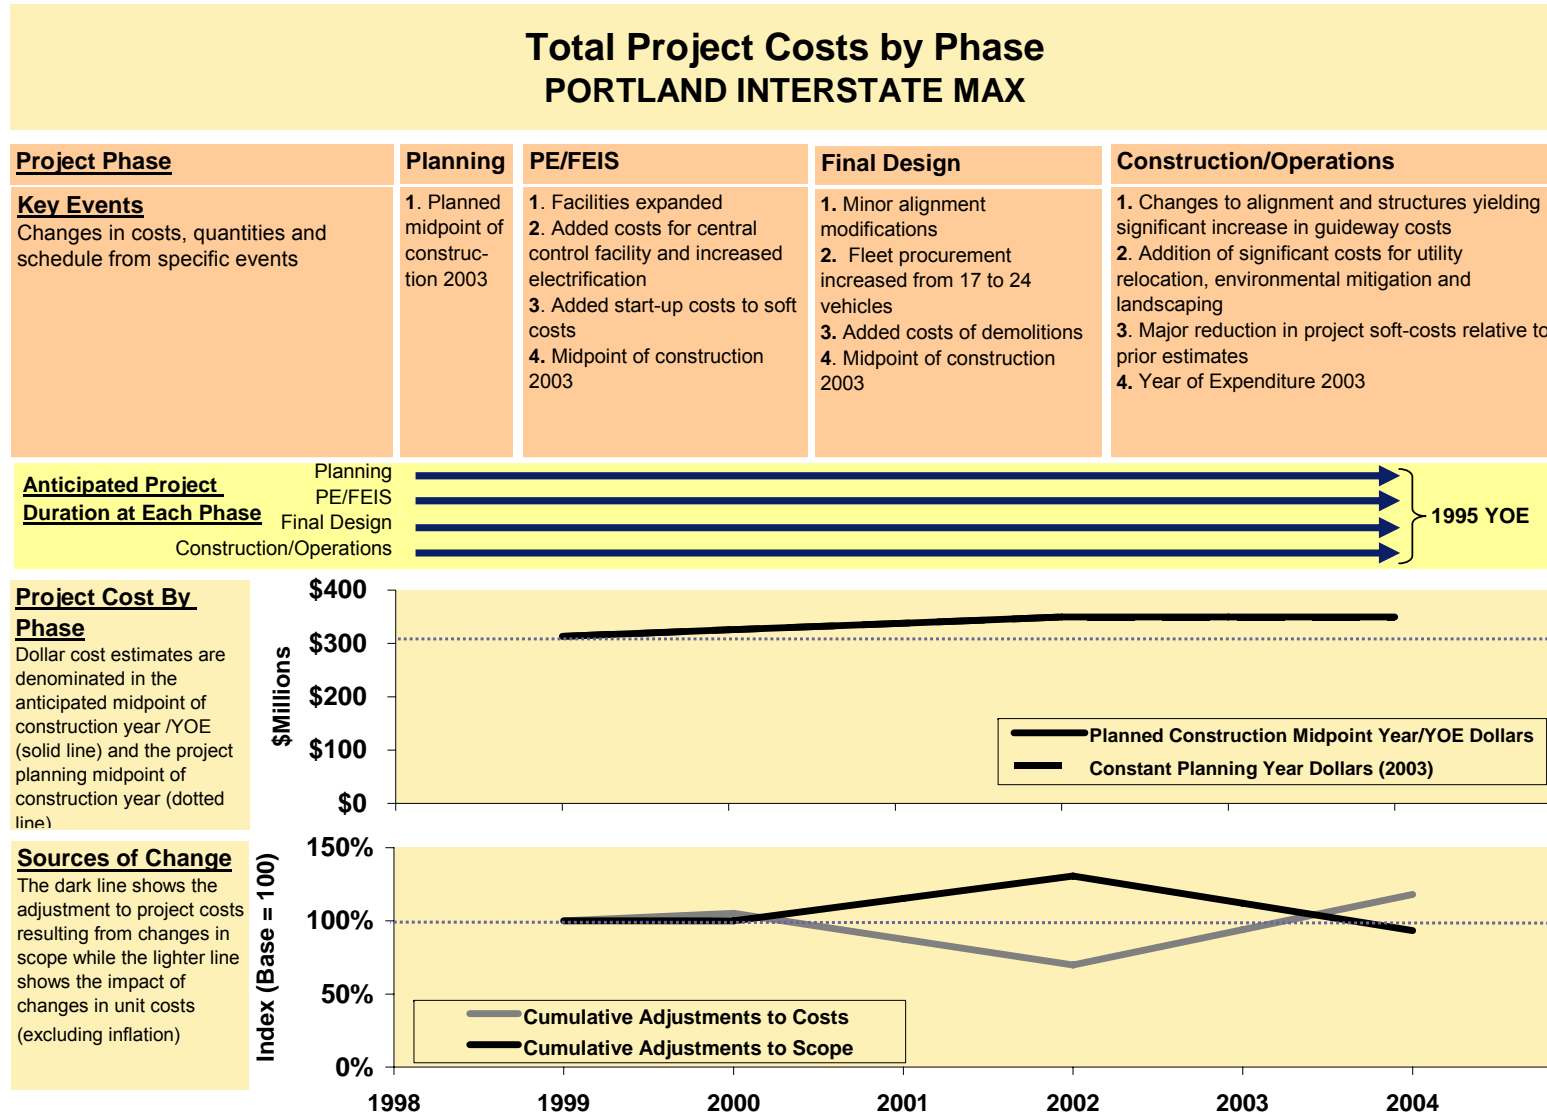 Total Project Costs by Phase
PORTLAND INTERSTATE MAX
Project Phase
Planning
PE/FEIS
Final Design
Construction/Operations
Key Events
Changes in costs, quantities and
schedule from specific events
1. Planned
midpoint of
construc-
tion 2003
1. Facilities expanded
2. Added costs for central
control facility and increased
electrification
3. Added start-up costs to soft
costs
4. Midpoint of construction
2003
1. Minor alignment
modifications
2. Fleet procurement
increased from 17 to 24
vehicles
3. Added costs of demolitions
4. Midpoint of construction
2003
1. Changes to alignment and structures yielding
significant increase in guideway costs
2. Addition of significant costs for utility
relocation, environmental mitigation and
landscaping
3. Major reduction in project soft-costs relative to
prior estimates
4. Year of Expenditure 2003
Anticipated Project
Duration at Each Phase
Planning
PE/FEIS
Final Design
Construction/Operations
1995 YOE
Project Cost By
Phase
Dollar cost estimates are
denominated in the
anticipated midpoint of
construction year /YOE
(solid line) and the project
planning midpoint of
construction year (dotted
line)
$Millions
$400
$300
$200
$100
$0
Planned Construction Midpoint Year/YOE Dollars
Constant Planning Year Dollars (2003)
Sources of Change
The dark line shows the
adjustment to project costs
resulting from changes in
scope while the lighter line
shows the impact of
changes in unit costs
(excluding inflation)
Index (Base = 100)
150%
100%
50%
0%
Cumulative Adjustments to Costs
Cumulative Adjustments to Scope
1998 1999 2000 2001 2002 2003 2004